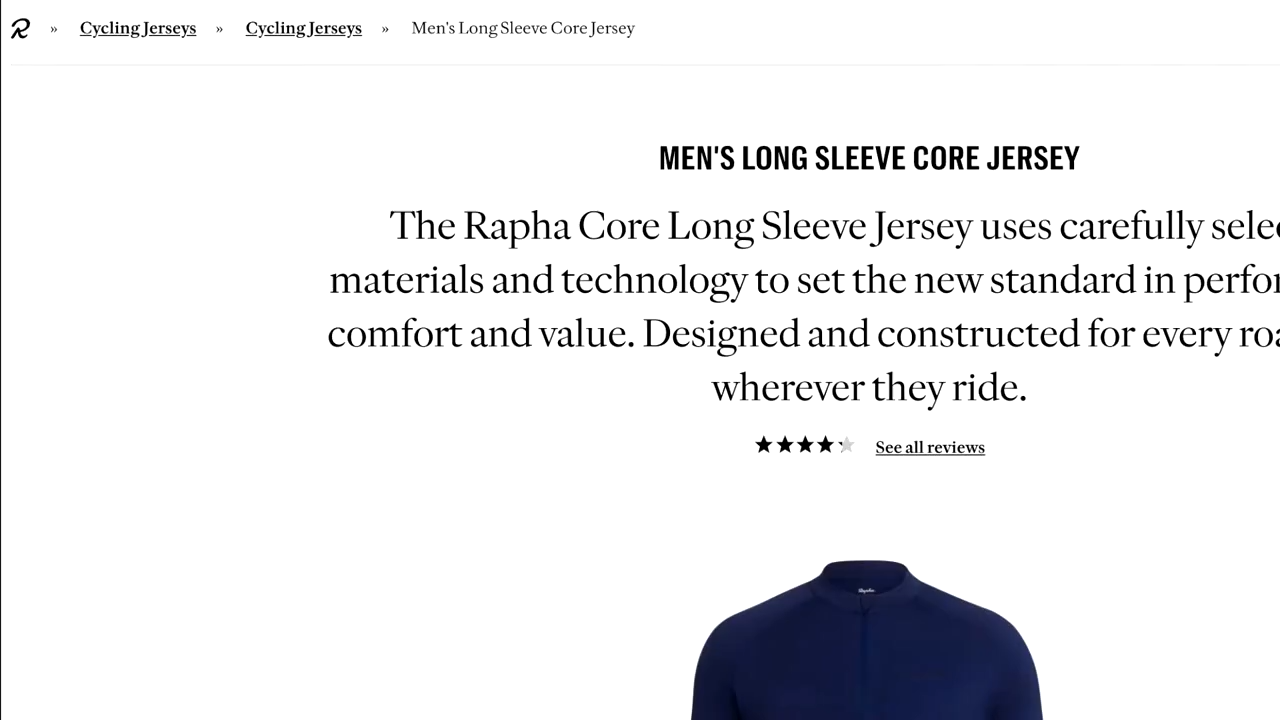 R » Cycling Jerseys » Cycling Jerseys » Men's Long Sleeve Core Jersey
MEN'S LONG SLEEVE CORE JERSEY
The Rapha Core Long Sleeve Jersey uses carefully selec
materials and technology to set the new standard in perfor
comfort and value. Designed and constructed for every roa
wherever they ride.
See all reviews
Rapha